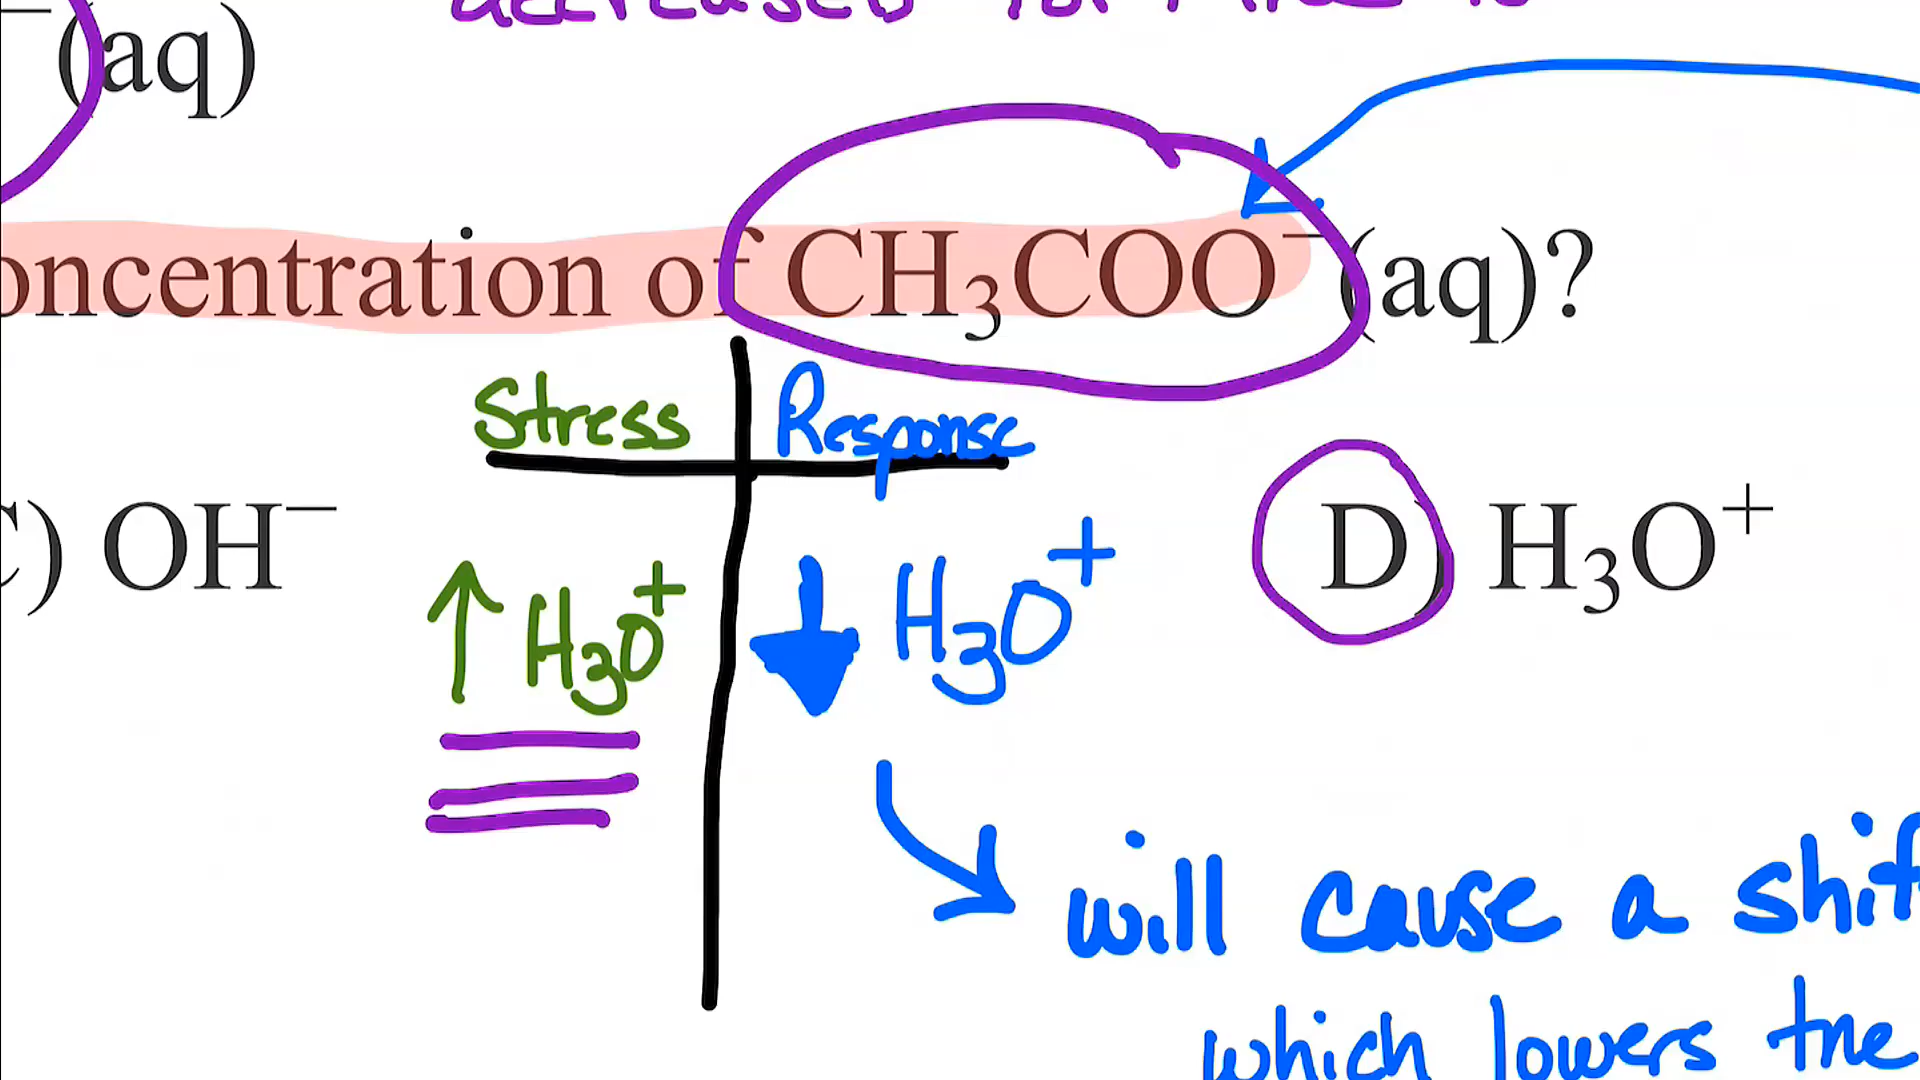 (aq)
oncentration of CH₃COO⁻(aq)?
Stress Response
C) OH⁻
D) H₃O⁺
↑ H₃O⁺
↓ H₃O⁺
will cause a shif
which lowers the